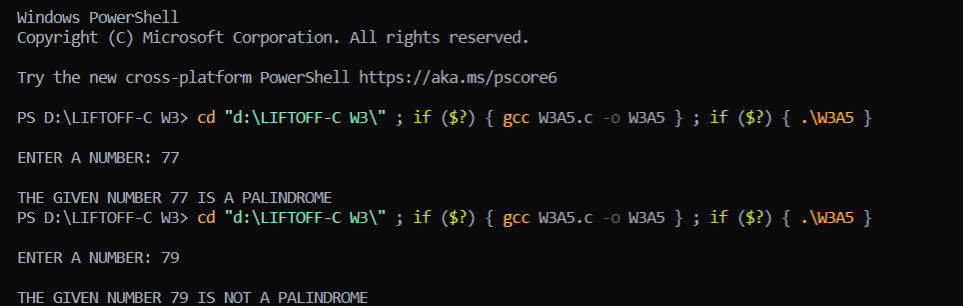 Windows PowerShell
Copyright (C) Microsoft Corporation. All rights reserved.
Try the new cross-platform PowerShell https://aka.ms/pscore6
PS D:\LIFTOFF-C W3> cd "d:\LIFTOFF-C W3\" ; if ($?) { gcc W3A5.c -o W3A5 } ; if ($?) { .\W3A5 }
ENTER A NUMBER: 77
THE GIVEN NUMBER 77 IS A PALINDROME
PS D:\LIFTOFF-C W3> cd "d:\LIFTOFF-C W3\" ; if ($?) { gcc W3A5.c -o W3A5 } ; if ($?) { .\W3A5 }
ENTER A NUMBER: 79
THE GIVEN NUMBER 79 IS NOT A PALINDROME